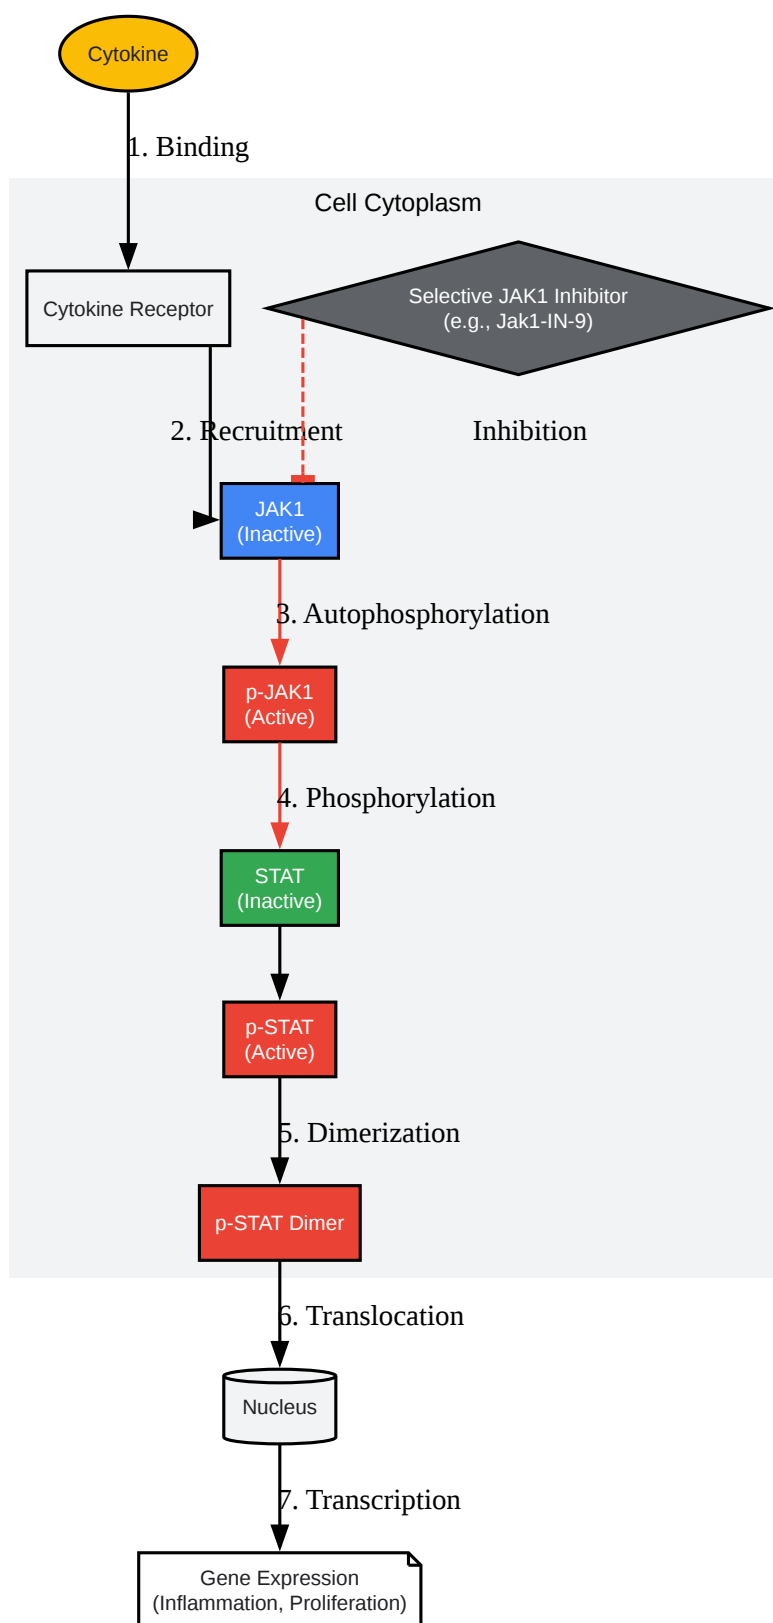 Cytokine
1. Binding
Cell Cytoplasm
Cytokine Receptor
Selective JAK1 Inhibitor
(e.g., Jak1-IN-9)
2. Recruitment
Inhibition
JAK1
(Inactive)
3. Autophosphorylation
p-JAK1
(Active)
4. Phosphorylation
STAT
(Inactive)
p-STAT
(Active)
5. Dimerization
p-STAT Dimer
6. Translocation
Nucleus
7. Transcription
Gene Expression
(Inflammation, Proliferation)